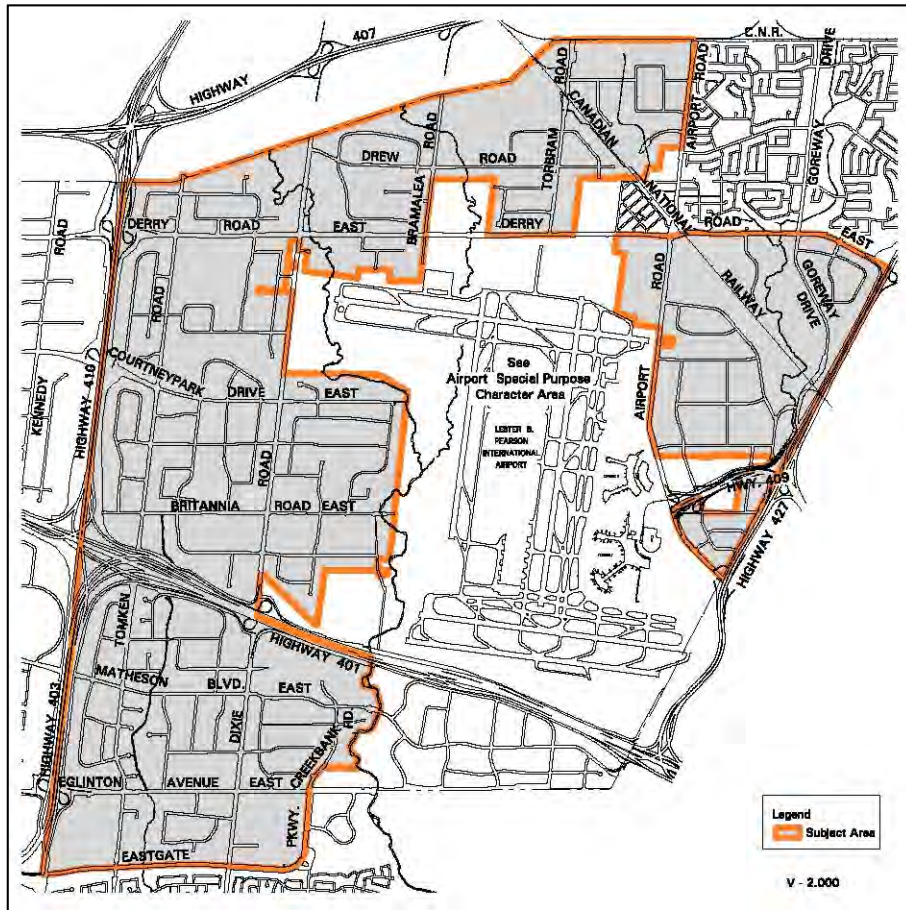 C.N.R.
407
HIGHWAY
ROAD
DRIVE
ROAD
CANADIAN
AIRPORT
GOREWAY
ROAD
TORBRAM
DREW
ROAD
BRAMALEA
NATIONAL
ROAD
DERRY
ROAD
EAST
DERRY
ROAD
EAST
ROAD
RAILWAY
GOREWAY
DRIVE
ROAD
See
Airport Special Purpose
Character Area
COURTNEYPARK
DRIVE
EAST
KENNEDY
HIGHWAY 410
AIRPORT
LESTER B.
PEARSON
INTERNATIONAL
AIRPORT
ROAD
HWY. 409
BRITANNIA
ROAD
EAST
HIGHWAY 427
TOMKEN
HIGHWAY 401
MATHESON
BLVD.
EAST
HIGHWAY 403
DIXIE
CREEKBANK
RD.
EGLINTON
AVENUE
EAST
PKWY.
EASTGATE
Legend
Subject Area
V - 2.000